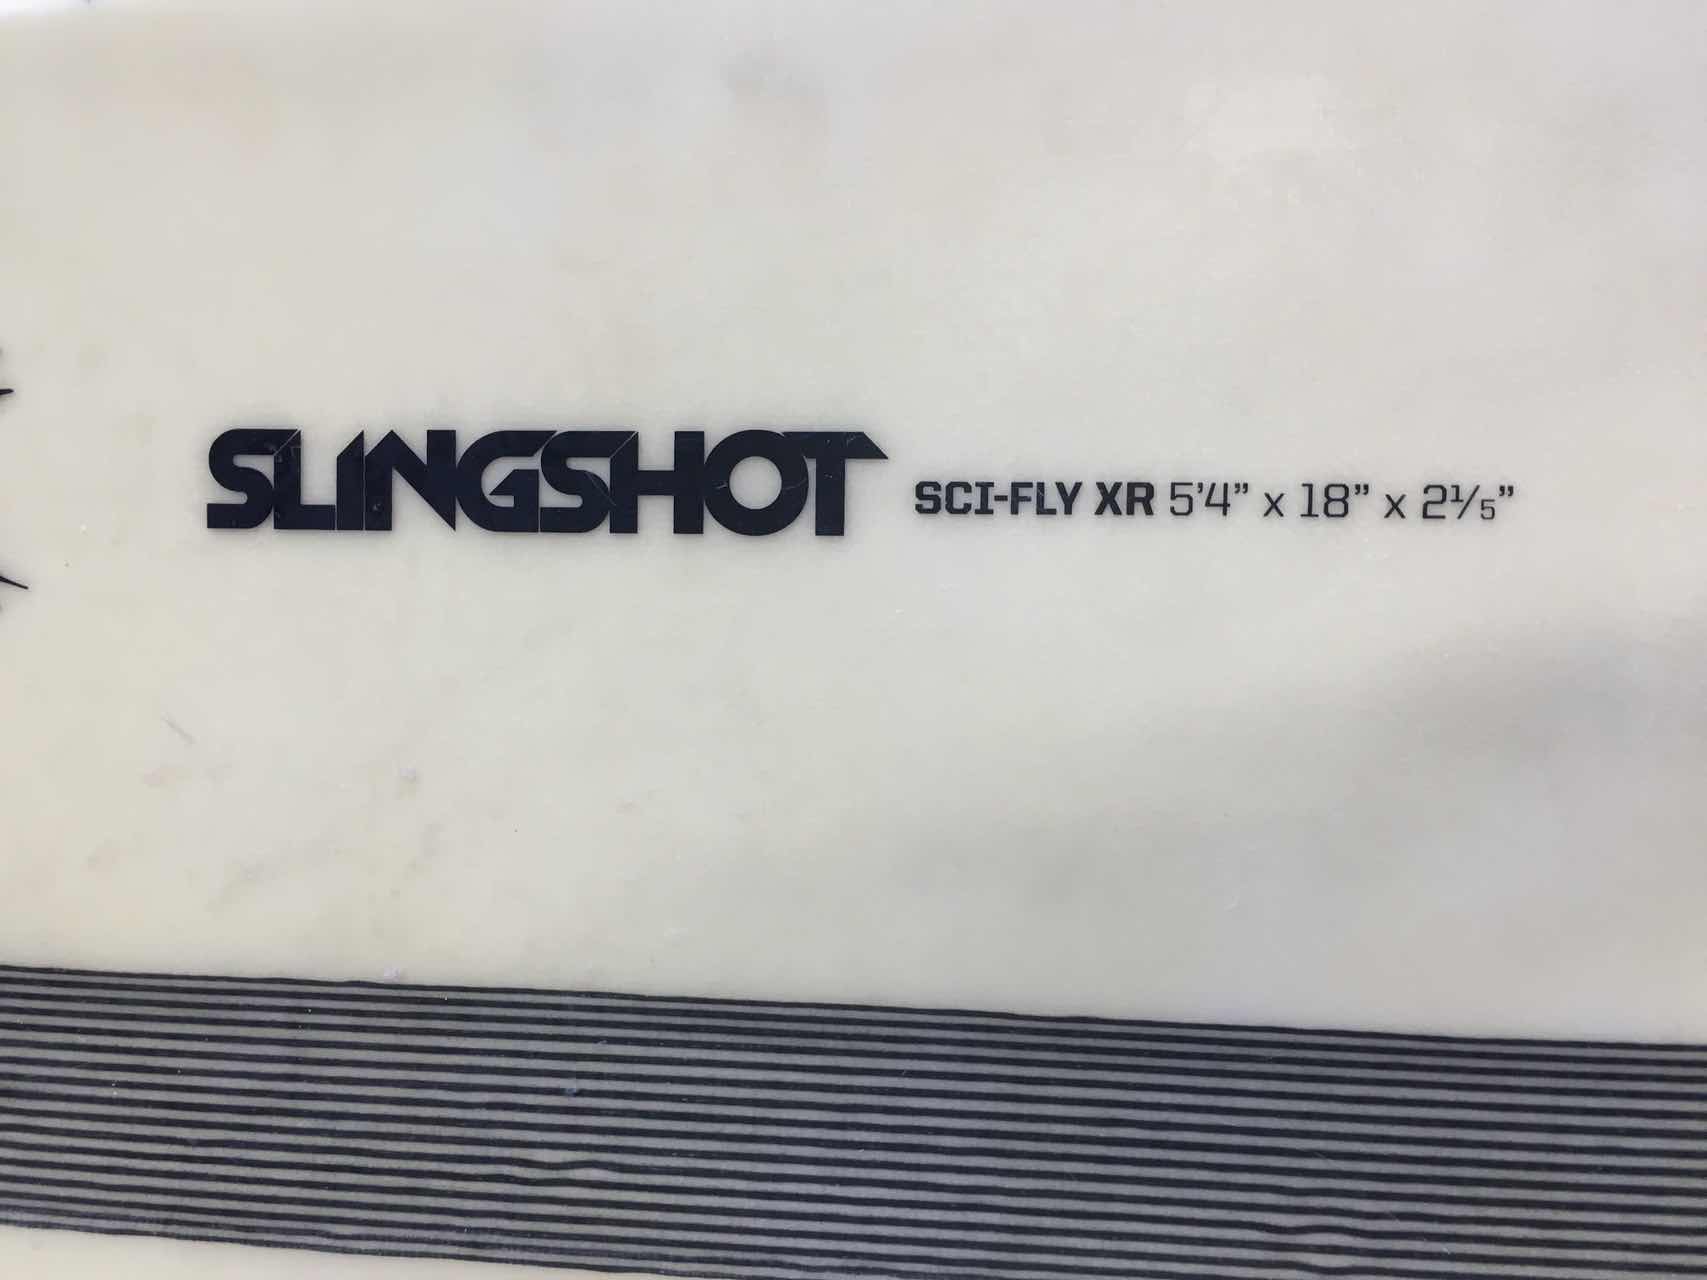 SLINGSHOT SCI-FLY XR 5’4” x 18” x 2⅕”